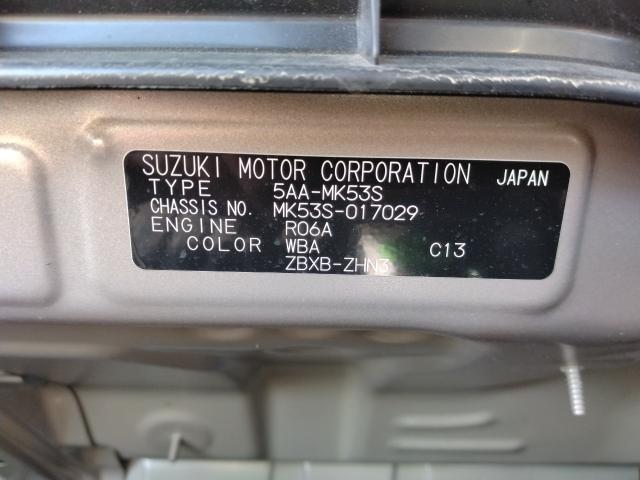 SUZUKI MOTOR CORPORATION JAPAN
TYPE 5AA-MK53S
CHASSIS NO. MK53S-017029
ENGINE R06A
COLOR WBA C13
ZBXB-ZHN3